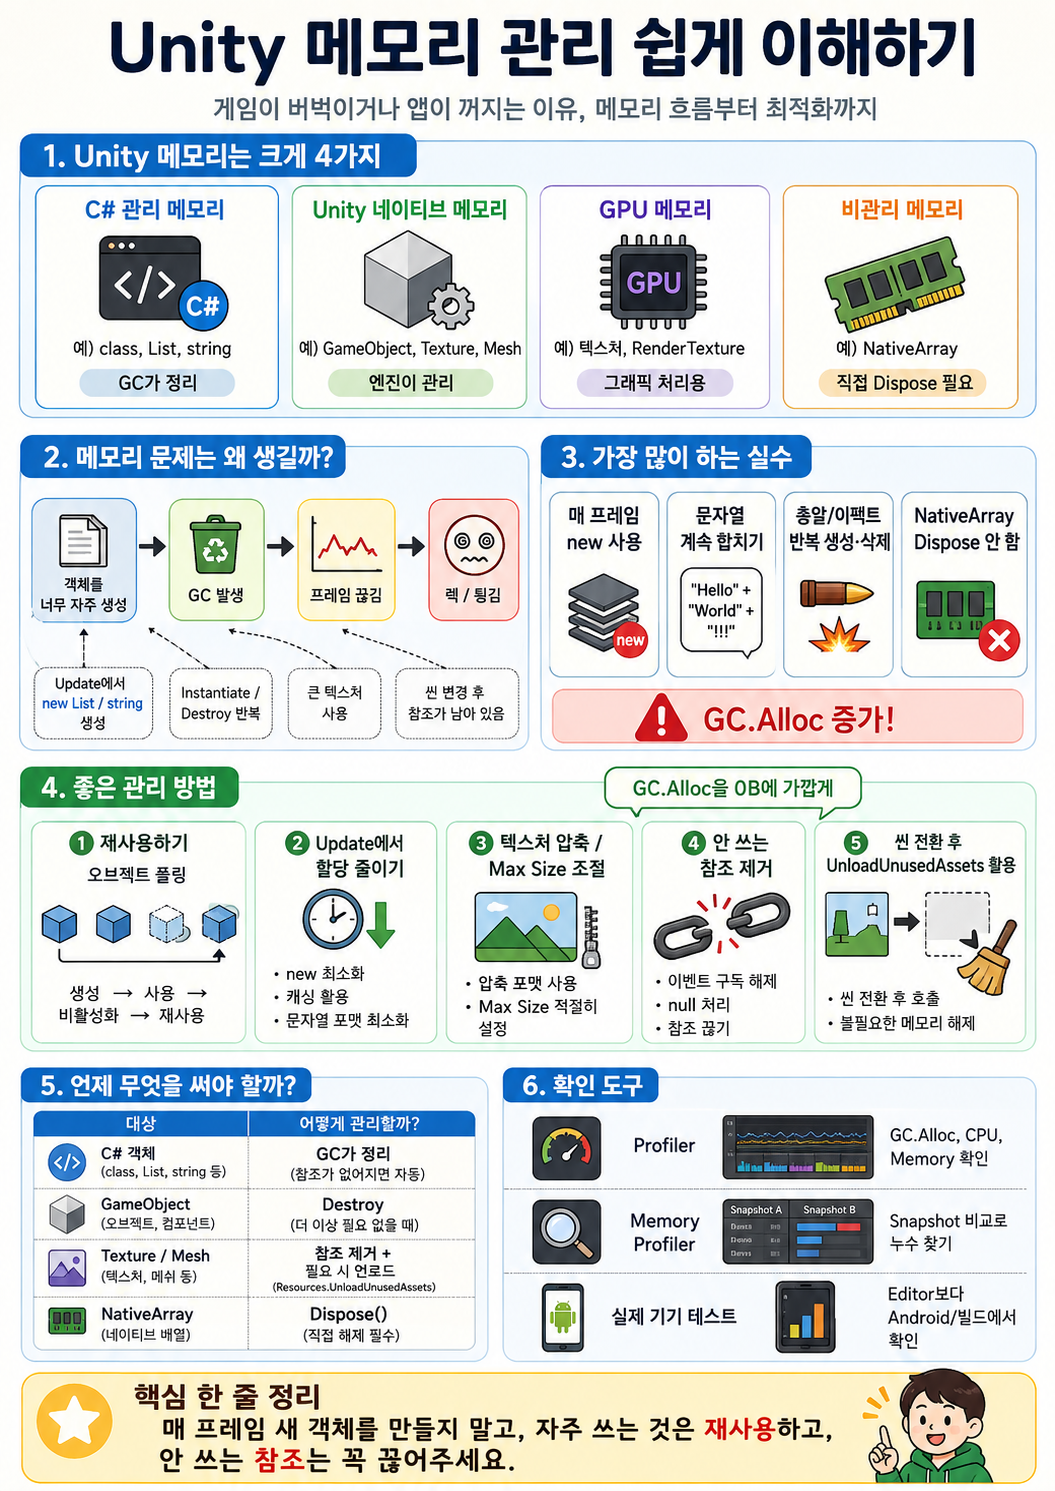 Unity 메모리 관리 쉽게 이해하기
게임이 버벅이거나 앱이 꺼지는 이유, 메모리 흐름부터 최적화까지
1. Unity 메모리는 크게 4가지
C# 관리 메모리
</>
C#
예) class, List, string
GC가 정리
Unity 네이티브 메모리
예) GameObject, Texture, Mesh
엔진이 관리
GPU 메모리
GPU
예) 텍스처, RenderTexture
그래픽 처리용
비관리 메모리
예) NativeArray
직접 Dispose 필요
2. 메모리 문제는 왜 생길까?
객체를
너무 자주 생성
GC 발생
프레임 끊김
렉 / 튕김
Update에서
new List / string
생성
Instantiate /
Destroy 반복
큰 텍스처
사용
씬 변경 후
참조가 남아 있음
3. 가장 많이 하는 실수
매 프레임
new 사용
new
문자열
계속 합치기
"Hello" +
"World" +
"!!!"
총알/이팩트
반복 생성·삭제
NativeArray
Dispose 안 함
GC.Alloc 증가!
4. 좋은 관리 방법
GC.Alloc을 0B에 가깝게
1 재사용하기
오브젝트 풀링
생성 → 사용 →
비활성화 → 재사용
2 Update에서
할당 줄이기
• new 최소화
• 캐싱 활용
• 문자열 포맷 최소화
3 텍스처 압축 /
Max Size 조절
• 압축 포맷 사용
• Max Size 적절히
설정
4 안 쓰는
참조 제거
• 이벤트 구독 해제
• null 처리
• 참조 끊기
5 씬 전환 후
UnloadUnusedAssets 활용
• 씬 전환 후 호출
• 불필요한 메모리 해제
5. 언제 무엇을 써야 할까?
대상 어떻게 관리할까?
</>
C# 객체
(class, List, string 등)
GC가 정리
(참조가 없어지면 자동)
GameObject
(오브젝트, 컴포넌트)
Destroy
(더 이상 필요 없을 때)
Texture / Mesh
(텍스처, 메쉬 등)
참조 제거 +
필요 시 언로드
(Resources.UnloadUnusedAssets)
NativeArray
(네이티브 배열)
Dispose()
(직접 해제 필수)
6. 확인 도구
Profiler
GC.Alloc, CPU,
Memory 확인
Memory
Profiler
Snapshot A Snapshot B
Snapshot 비교로
누수 찾기
실제 기기 테스트
Editor보다
Android/빌드에서
확인
핵심 한 줄 정리
매 프레임 새 객체를 만들지 말고, 자주 쓰는 것은 재사용하고,
안 쓰는 참조는 꼭 끊어주세요.